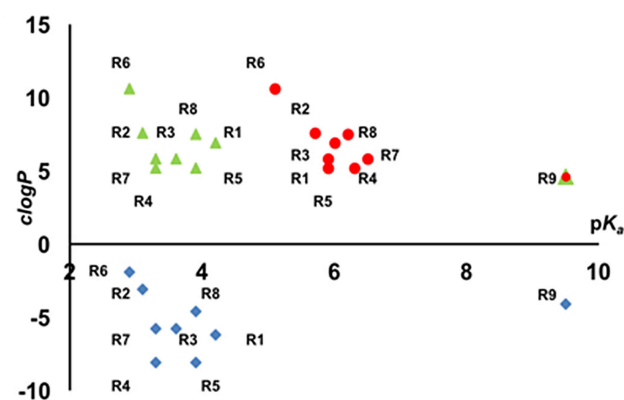 15
R6 R6
10
R8 R2
R2 R3 R1 R8
R3 R7
5
R7 R5 R1 R4 R9
R4 R5
clogP
pKa
0
2 4 6 8 10
R6
R2 R8 R9
-5
R7 R3 R1
R4 R5
-10